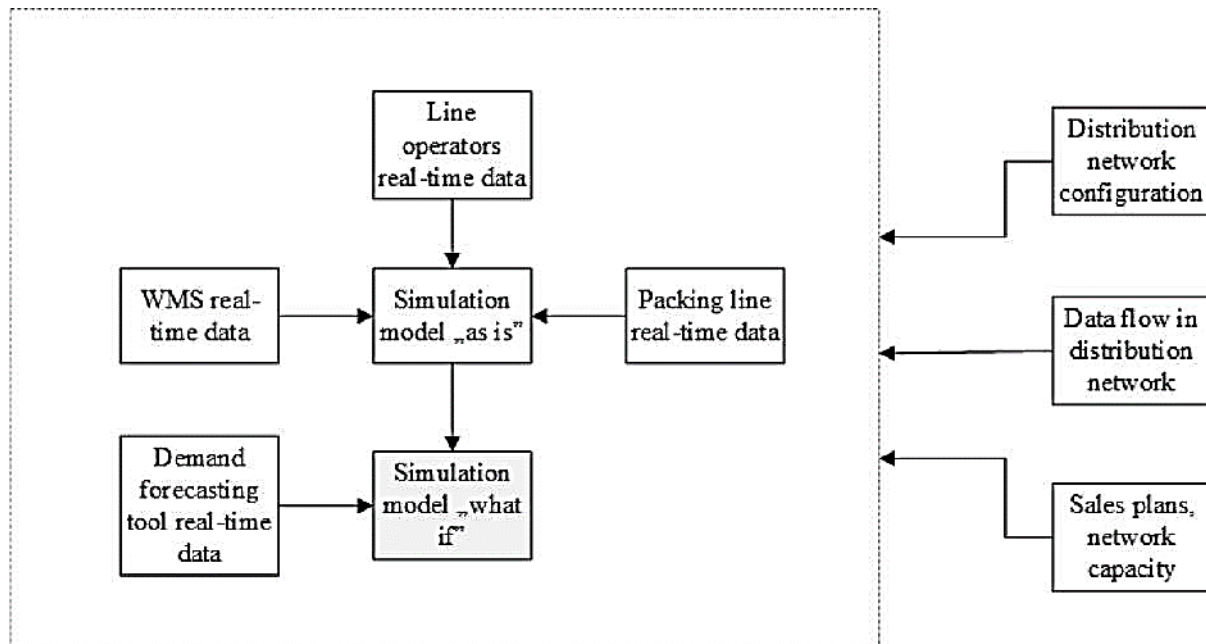 Line
operators
real-time data
Distribution
network
configuration
WMS real-
time data
Simulation
model „as is”
Packing line
real-time data
Data flow in
distribution
network
Demand
forecasting
tool real-time
data
Simulation
model „what
if”
Sales plans,
network
capacity